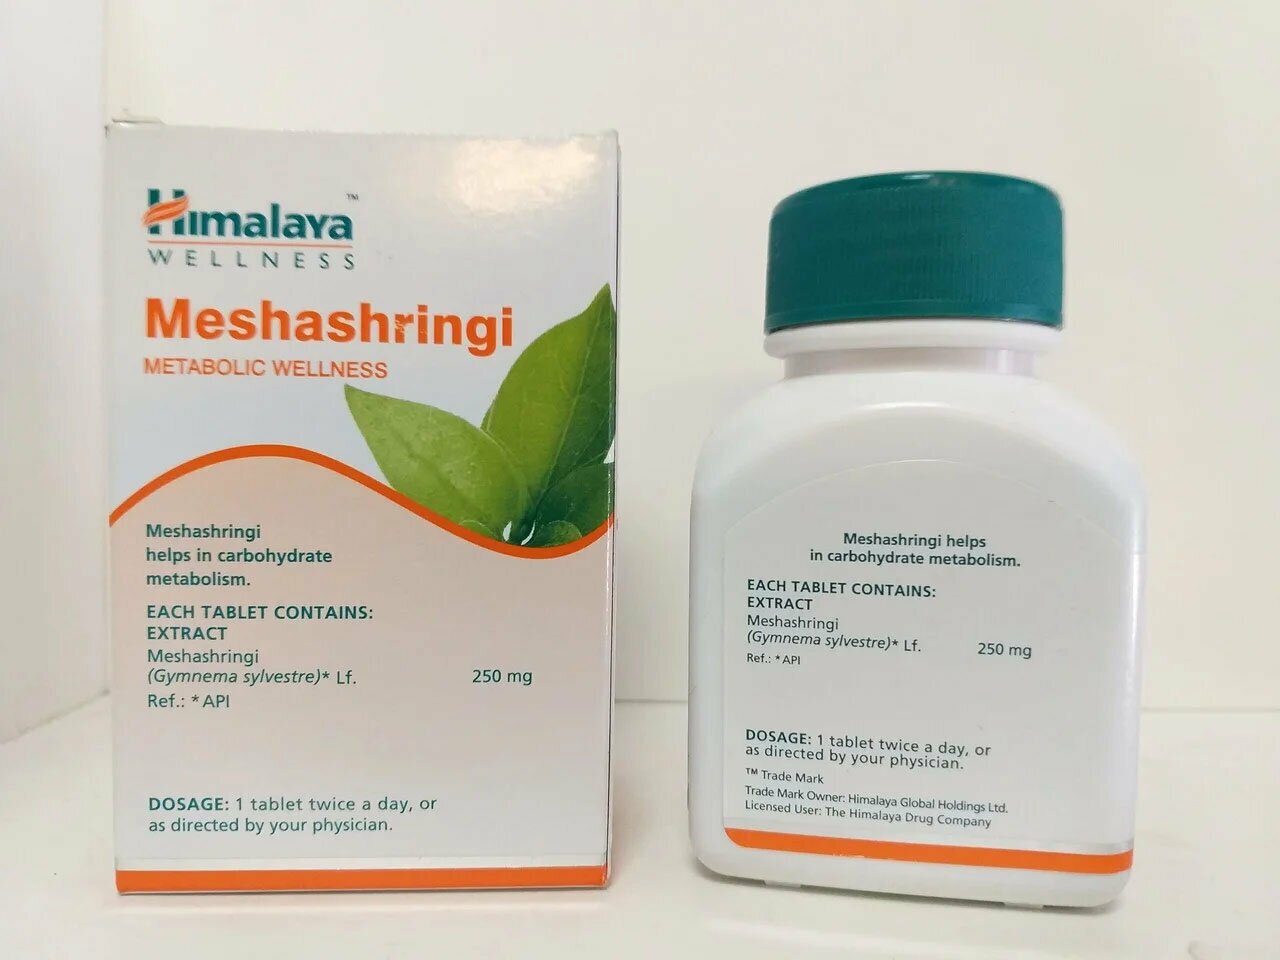 Himalaya™
WELLNESS
Meshashringi
METABOLIC WELLNESS
Meshashringi
helps in carbohydrate
metabolism.
EACH TABLET CONTAINS:
EXTRACT
Meshashringi
(Gymnema sylvestre)* Lf. 250 mg
Ref.: *API
DOSAGE: 1 tablet twice a day, or
as directed by your physician.
Meshashringi helps
in carbohydrate metabolism.
EACH TABLET CONTAINS:
EXTRACT
Meshashringi
(Gymnema sylvestre)* Lf. 250 mg
Ref.: *API
DOSAGE: 1 tablet twice a day, or
as directed by your physician.
™ Trade Mark
Trade Mark Owner: Himalaya Global Holdings Ltd.
Licensed User: The Himalaya Drug Company